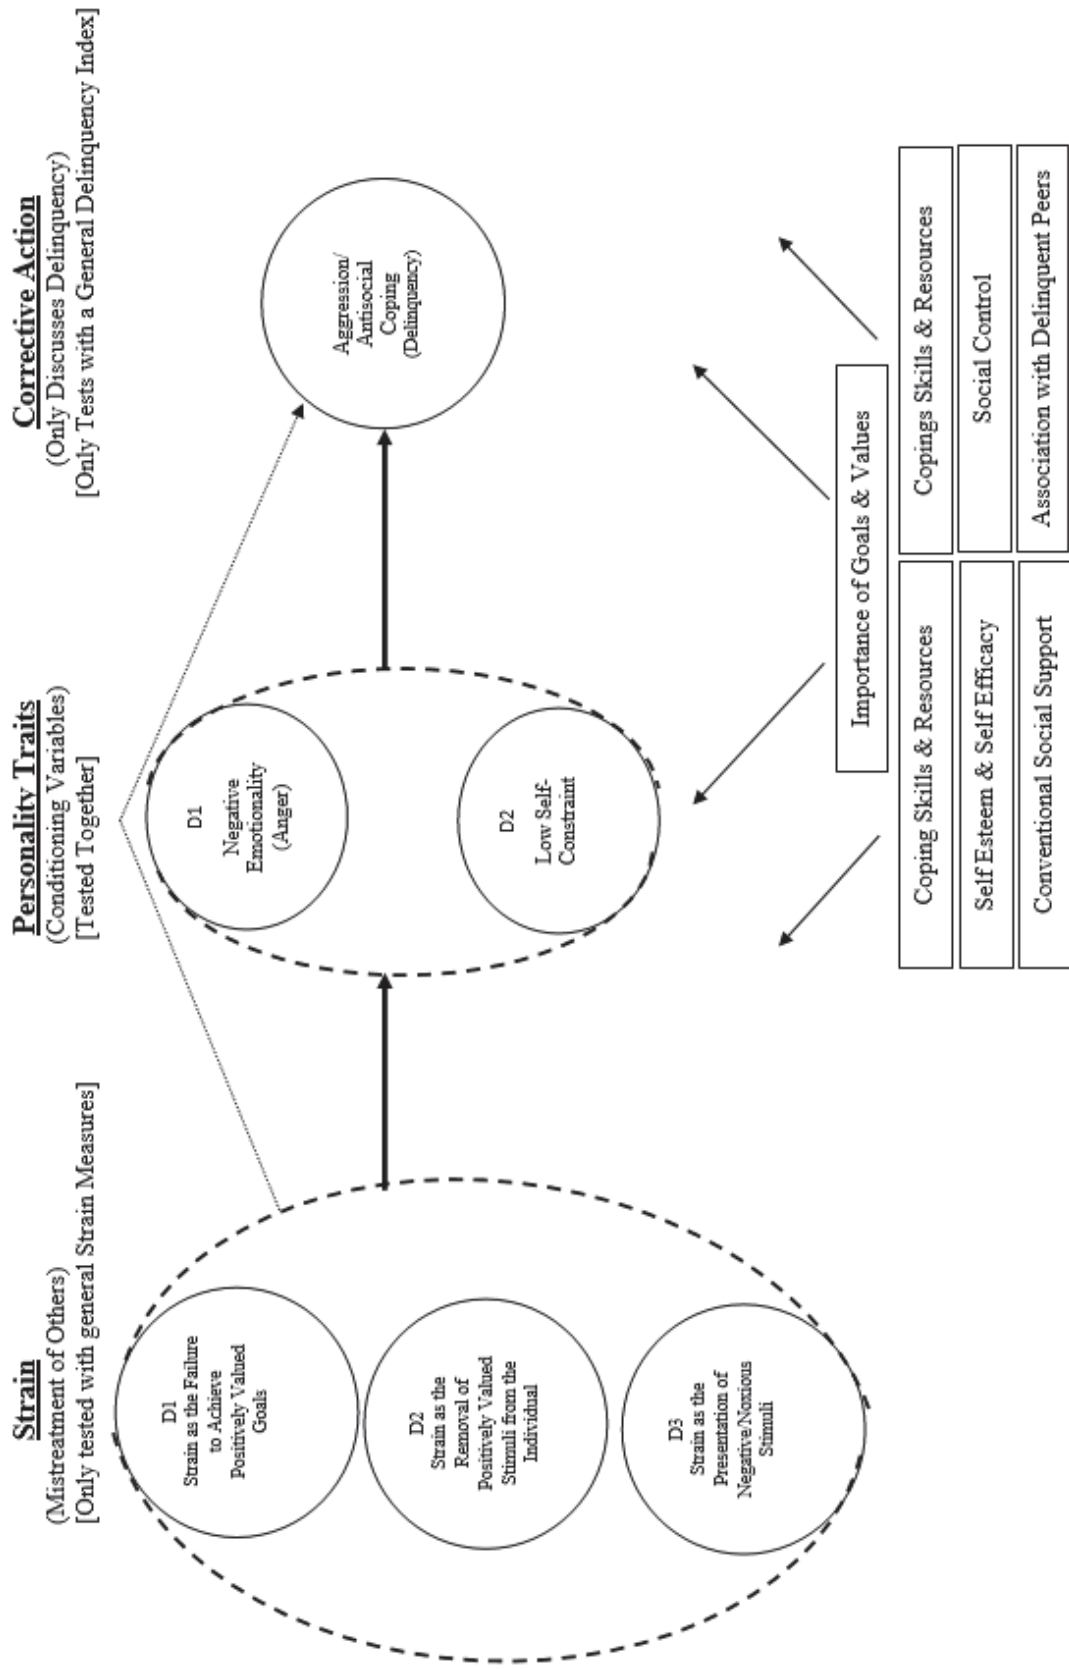 Strain
(Mistreatment of Others)
[Only tested with general Strain Measures]
Personality Traits
(Conditioning Variables)
[Tested Together]
Corrective Action
(Only Discusses Delinquency)
[Only Tests with a General Delinquency Index]
D1
Strain as the Failure
to Achieve
Positively Valued
Goals
D2
Strain as the
Removal of
Positively Valued
Stimuli from the
Individual
D3
Strain as the
Presentation of
Negative/Noxious
Stimuli
D1
Negative
Emotionality
(Anger)
D2
Low Self-
Constraint
Aggression/
Antisocial
Coping
(Delinquency)
Importance of Goals & Values
Coping Skills & Resources
Copings Skills & Resources
Self Esteem & Self Efficacy
Social Control
Conventional Social Support
Association with Delinquent Peers